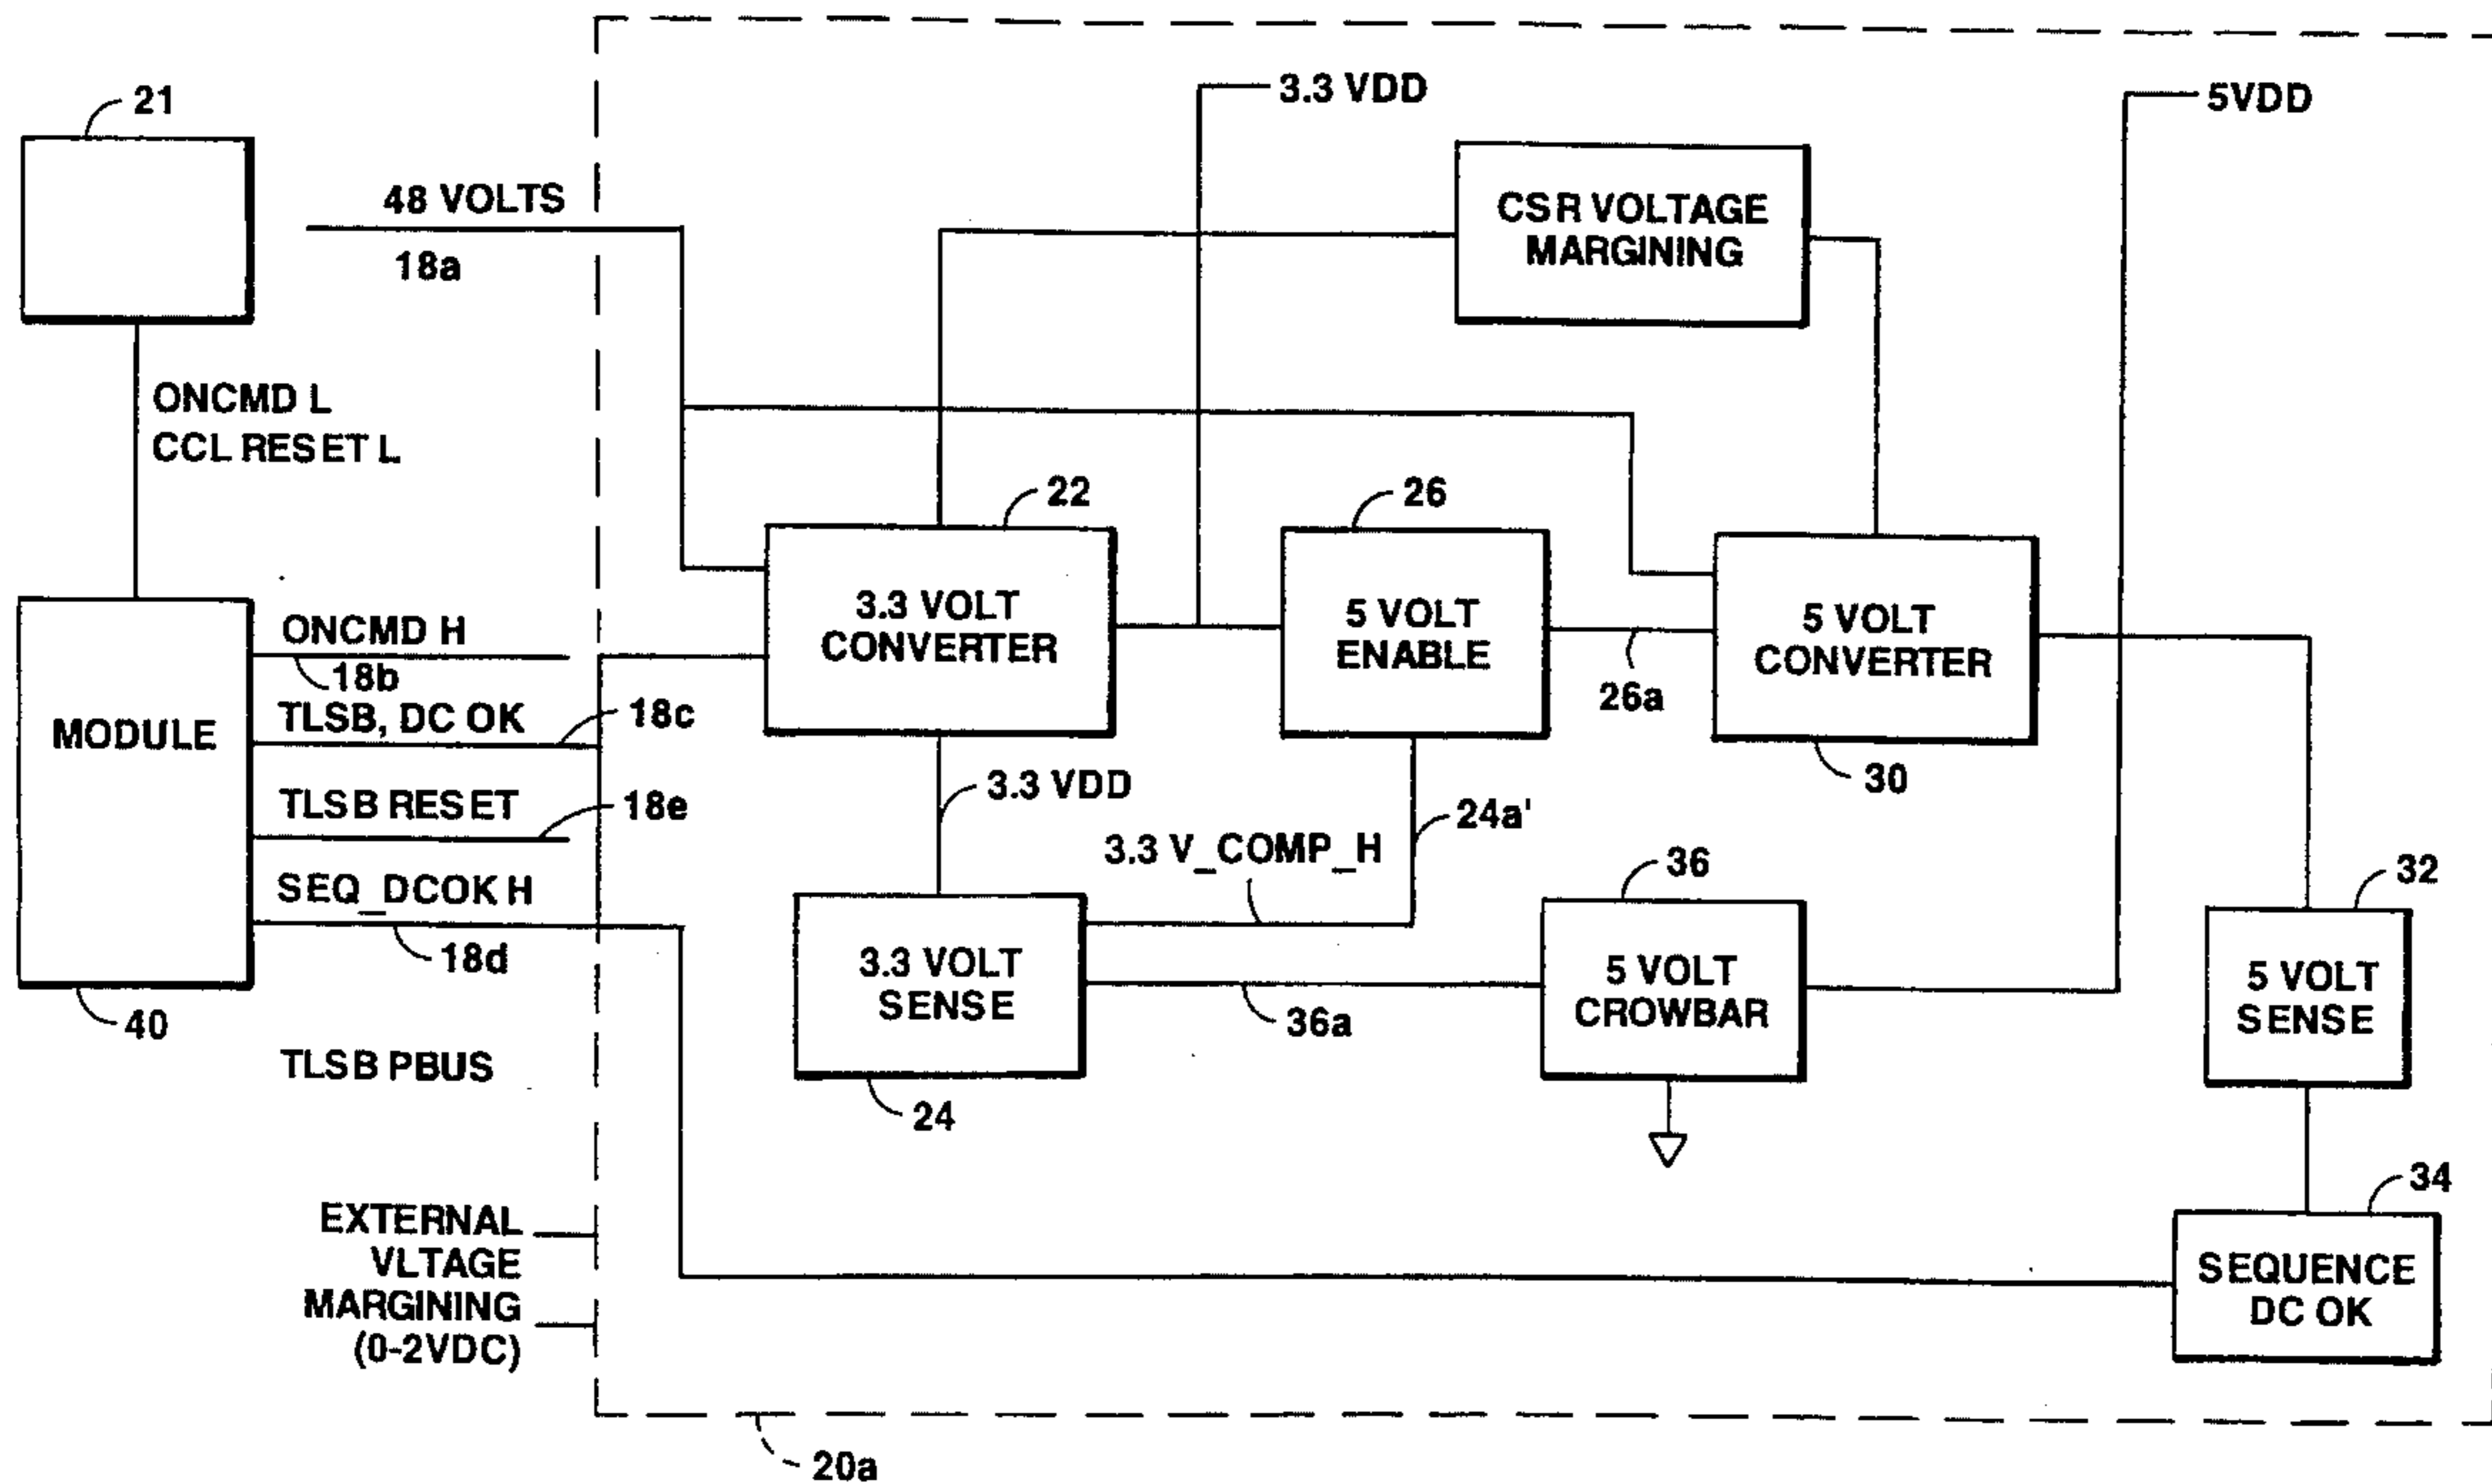 21
3.3 VDD
5VDD
48 VOLTS
18a
CSR VOLTAGE
MARGINING
ONCMD L
CCL RESET L
22
26
3.3 VOLT
CONVERTER
5 VOLT
ENABLE
26a
5 VOLT
CONVERTER
30
MODULE
40
ONCMD H
18b
TLSB, DC OK
18c
TLSB RESET
18e
SEQ_DCOK H
18d
TLSB PBUS
3.3 VDD
3.3 V_COMP_H
24a'
3.3 VOLT
SENSE
24
36a
36
5 VOLT
CROWBAR
32
5 VOLT
SENSE
34
SEQUENCE
DC OK
EXTERNAL
VLTAGE
MARGINING
(0-2VDC)
20a